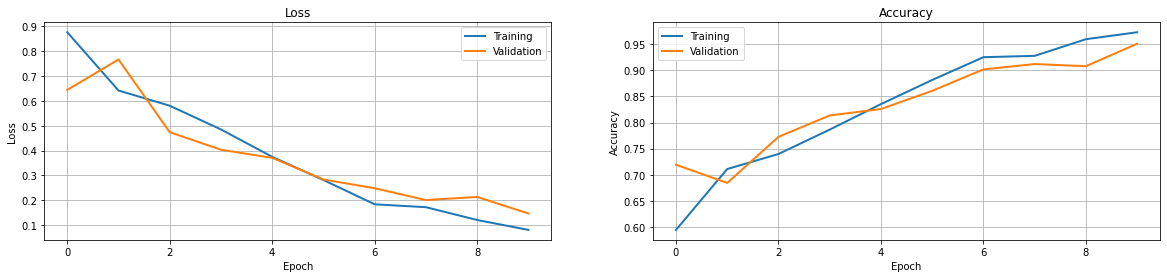 Loss
Loss
0.9
0.8
0.7
0.6
0.5
0.4
0.3
0.2
0.1
Training
Validation
0 2 4 6 8
Epoch
Accuracy
Accuracy
0.95
0.90
0.85
0.80
0.75
0.70
0.65
0.60
Training
Validation
0 2 4 6 8
Epoch